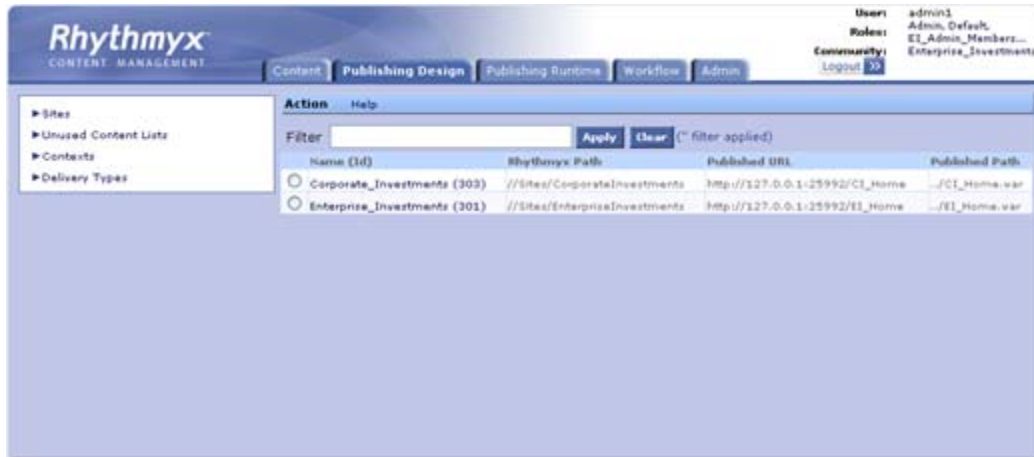 Rhythmyx
CONTENT MANAGEMENT
User: admin1
Roles: Admin, Default, EI_Admin_Members...
Community: Enterprise_Investments
Logout
Content
Publishing Design
Publishing Runtime
Workflow
Admin
Sites
Unused Content Lists
Contexts
Delivery Types
Action Help
Filter Apply Clear (* filter applied)
Name (Id) Rhythmyx Path Published URL Published Path
Corporate_Investments (303) //Sites/CorporateInvestments http://127.0.0.1:25992/CI_Home ../CI_Home.war
Enterprise_Investments (301) //Sites/EnterpriseInvestments http://127.0.0.1:25992/EI_Home ../EI_Home.war